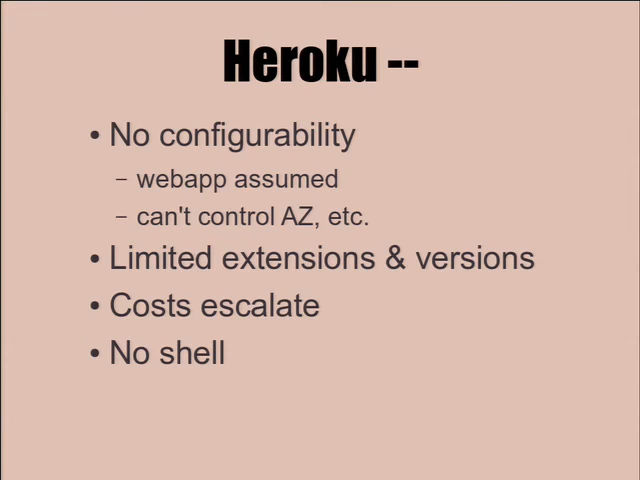 Heroku --
• No configurability
– webapp assumed
– can't control AZ, etc.
• Limited extensions & versions
• Costs escalate
• No shell